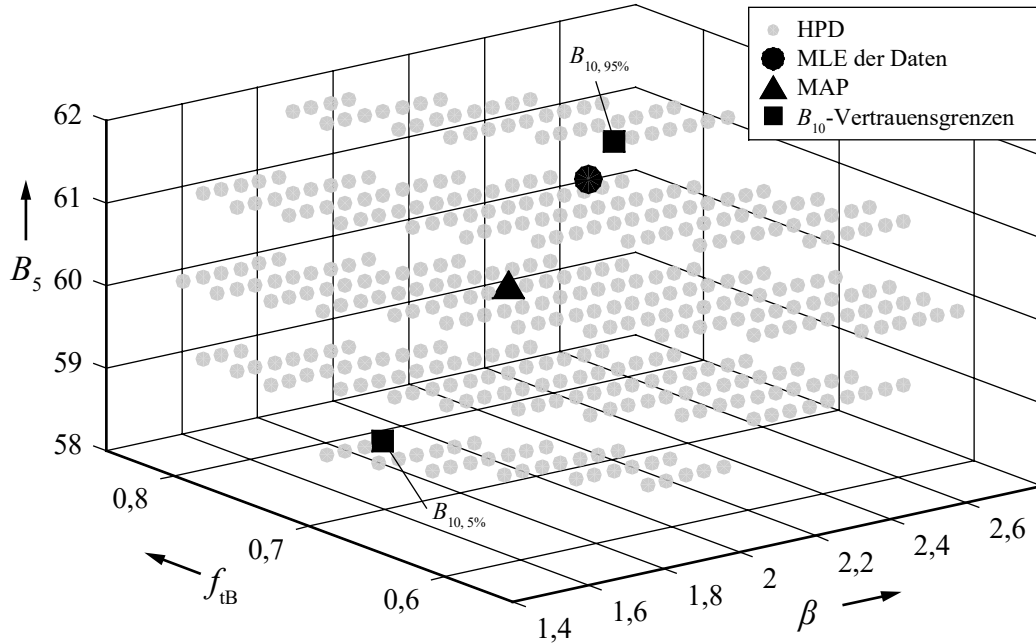 HPD
MLE der Daten
MAP
B10-Vertrauensgrenzen
B10, 95%
62
61
60
59
58
B5
B10, 5%
0,8
0,7
0,6
ftB
1,4
1,6
1,8
2
2,2
2,4
2,6
β